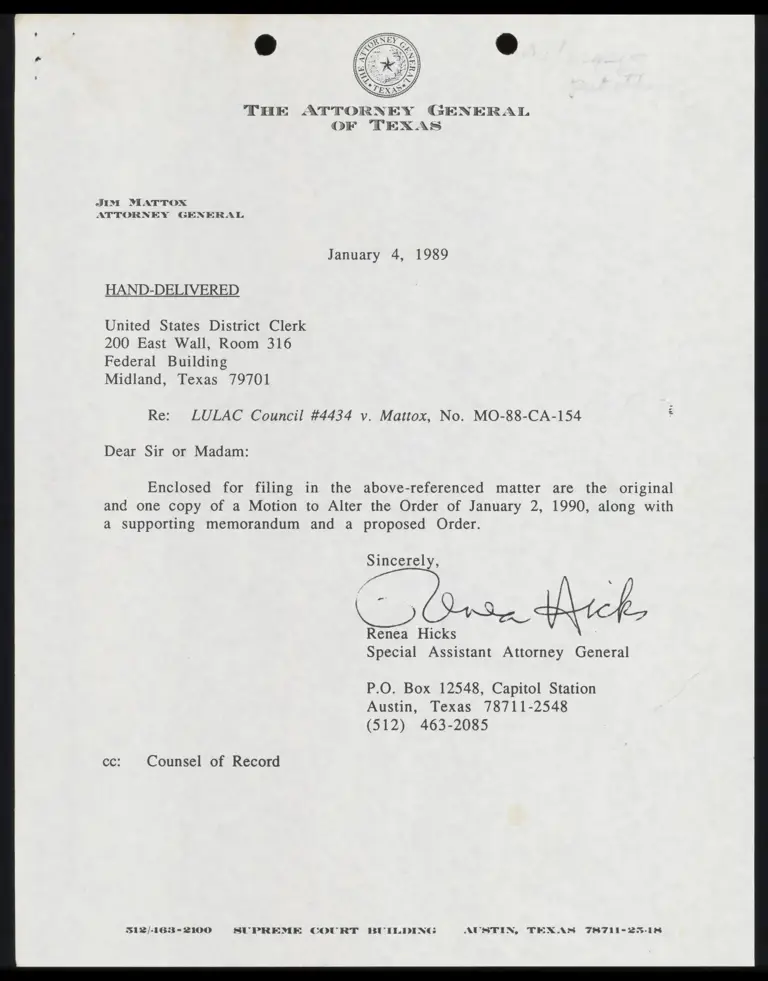 THE ATTORNEY GENERAL
TEXAS
THE ATTORNEY GENERAL
OF TEXAS
JIM MATTOX
ATTORNEY GENERAL
January 4, 1989
HAND-DELIVERED
United States District Clerk
200 East Wall, Room 316
Federal Building
Midland, Texas 79701
Re: LULAC Council #4434 v. Mattox, No. MO-88-CA-154
Dear Sir or Madam:
Enclosed for filing in the above-referenced matter are the original
and one copy of a Motion to Alter the Order of January 2, 1990, along with
a supporting memorandum and a proposed Order.
Sincerely,
Renea Hicks
Renea Hicks
Special Assistant Attorney General
P.O. Box 12548, Capitol Station
Austin, Texas 78711-2548
(512) 463-2085
cc: Counsel of Record
512/463-2100 SUPREME COURT BUILDING AUSTIN, TEXAS 78711-2548